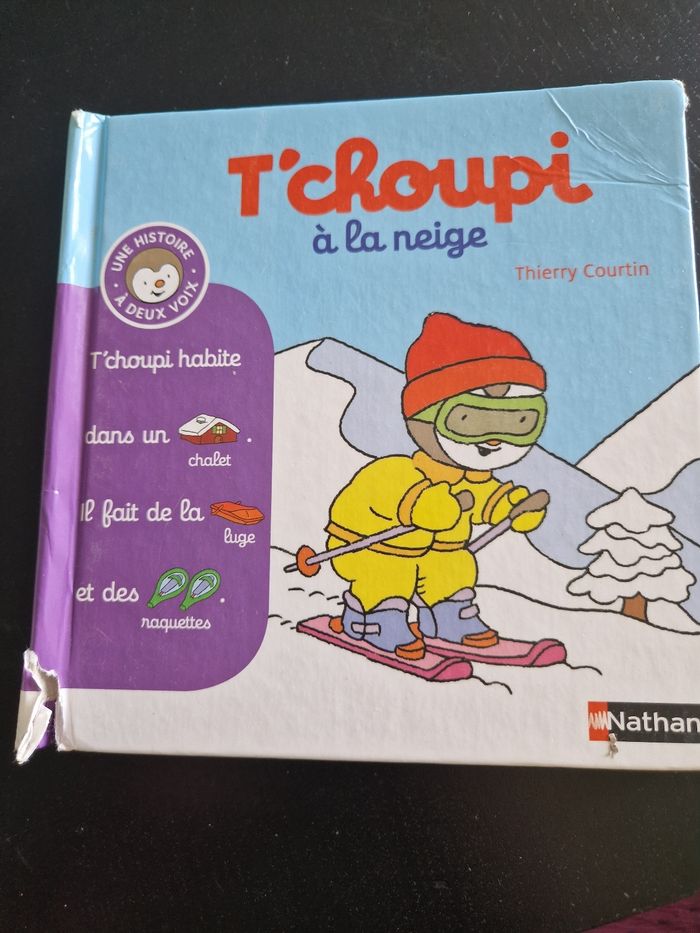 T'choupi
à la neige
Thierry Courtin
UNE HISTOIRE
À DEUX VOIX
T'choupi habite
dans un .
chalet
Il fait de la
luge
et des .
raquettes
Nathan